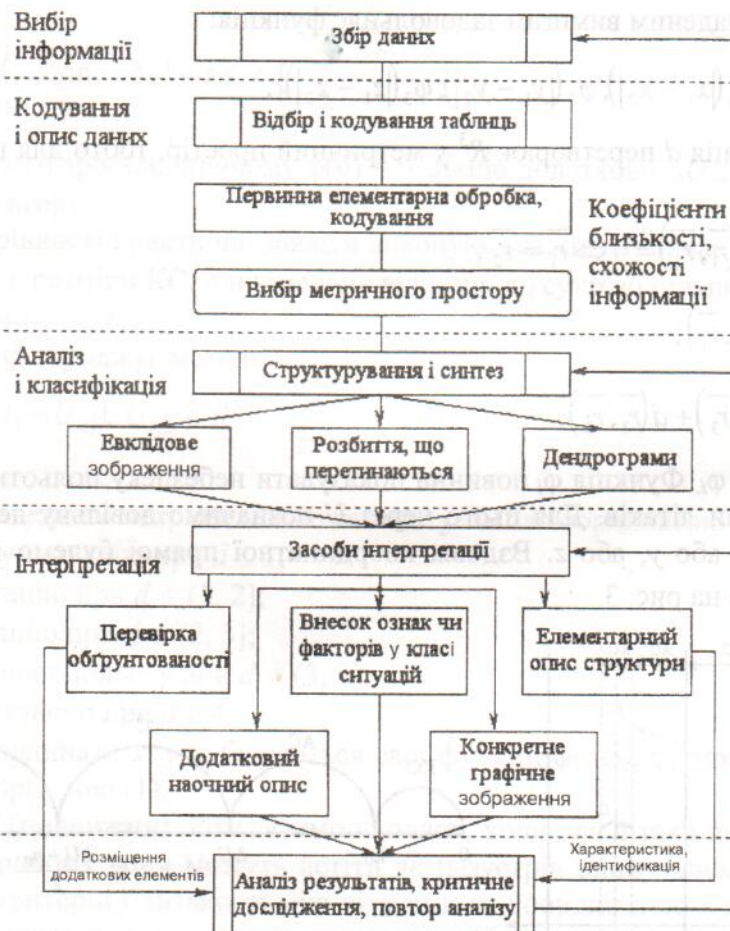 Вибір
інформації
Збір даних
Кодування
і опис даних
Відбір і кодування таблиць
Первинна елементарна обробка,
кодування
Коефіцієнти
близькості,
схожості
інформації
Вибір метричного простору
Аналіз
і класифікація
Структурування і синтез
Евклідове
зображення
Розбиття, що
перетинаються
Дендрограми
Засоби інтерпретації
Інтерпретація
Перевірка
обґрунтованості
Внесок ознак чи
факторів у класі
ситуацій
Елементарний
опис структури
Додатковий
наочний опис
Конкретне
графічне
зображення
Розміщення
додаткових елементів
Характеристика,
ідентифікація
Аналіз результатів, критичне
дослідження, повтор аналізу